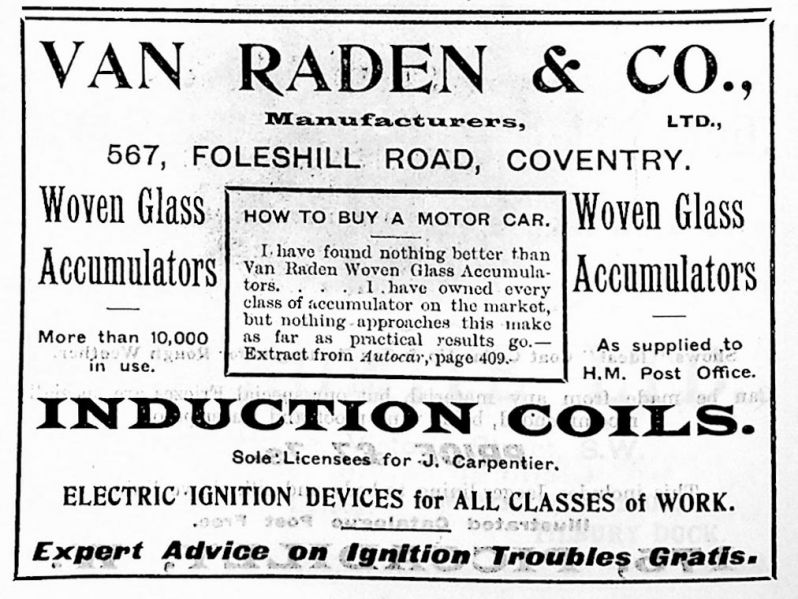 VAN RADEN & CO.,
Manufacturers, LTD.,
567, FOLESHILL ROAD, COVENTRY.
Woven Glass
Accumulators
More than 10,000
in use.
HOW TO BUY A MOTOR CAR.
I have found nothing better than
Van Raden Woven Glass Accumula-
tors. . . . . I have owned every
class of accumulator on the market,
but nothing approaches this make
as far as practical results go.—
Extract from Autocar, page 409.
Woven Glass
Accumulators
As supplied to
H.M. Post Office.
INDUCTION COILS.
Sole Licensees for J. Carpentier.
ELECTRIC IGNITION DEVICES for ALL CLASSES of WORK.
Expert Advice on Ignition Troubles Gratis.